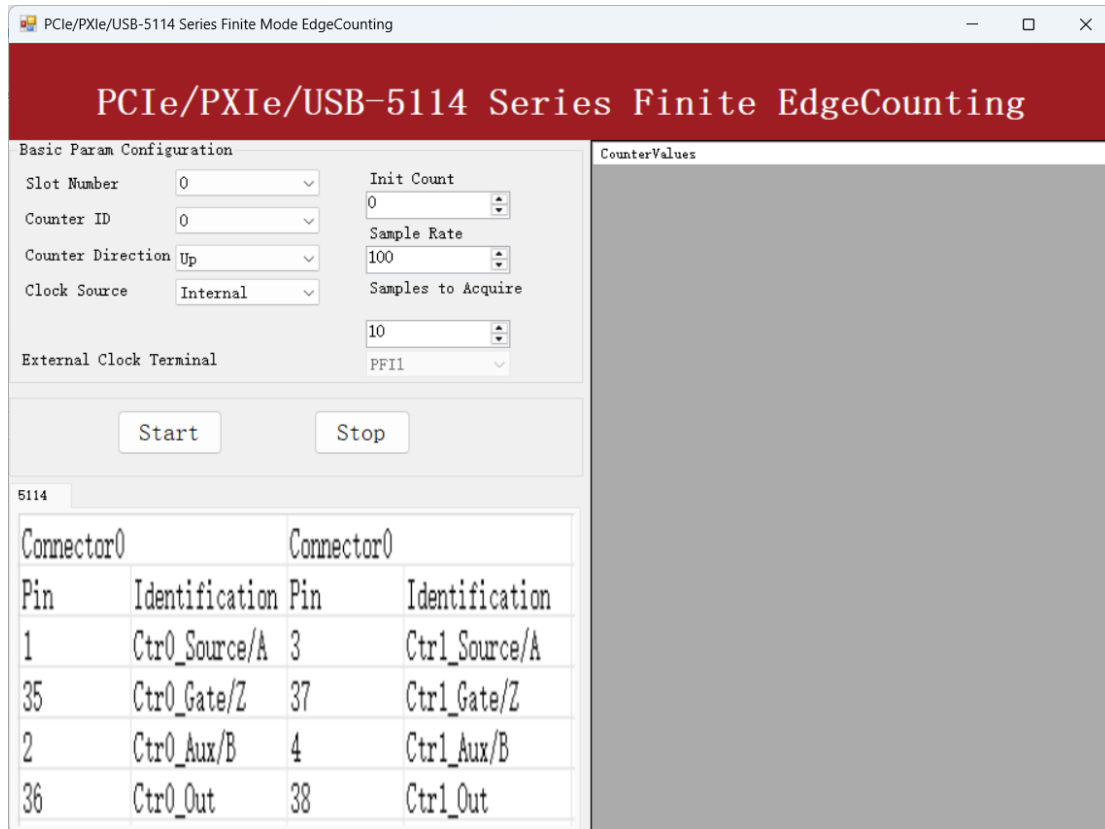 PCIe/PXIe/USB-5114 Series Finite Mode EdgeCounting
PCIe/PXIe/USB-5114 Series Finite EdgeCounting
Basic Param Configuration
Slot Number 0
Counter ID 0
Counter Direction Up
Clock Source Internal
Init Count
0
Sample Rate
100
Samples to Acquire
10
External Clock Terminal PFI1
Start Stop
5114
Connector0 Connector0
Pin Identification Pin Identification
1 Ctr0_Source/A 3 Ctr1_Source/A
35 Ctr0_Gate/Z 37 Ctr1_Gate/Z
2 Ctr0_Aux/B 4 Ctr1_Aux/B
36 Ctr0_Out 38 Ctr1_Out
CounterValues